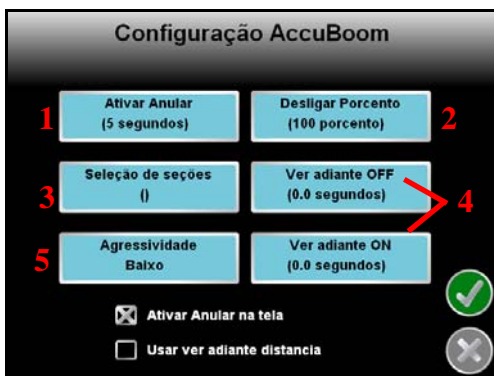 Configuração AccuBoom
1
Ativar Anular
(5 segundos)
Desligar Porcento
(100 porcento)
2
3
Seleção de seções
()
Ver adiante OFF
(0.0 segundos)
4
5
Agressividade
Baixo
Ver adiante ON
(0.0 segundos)
Ativar Anular na tela
Usar ver adiante distancia